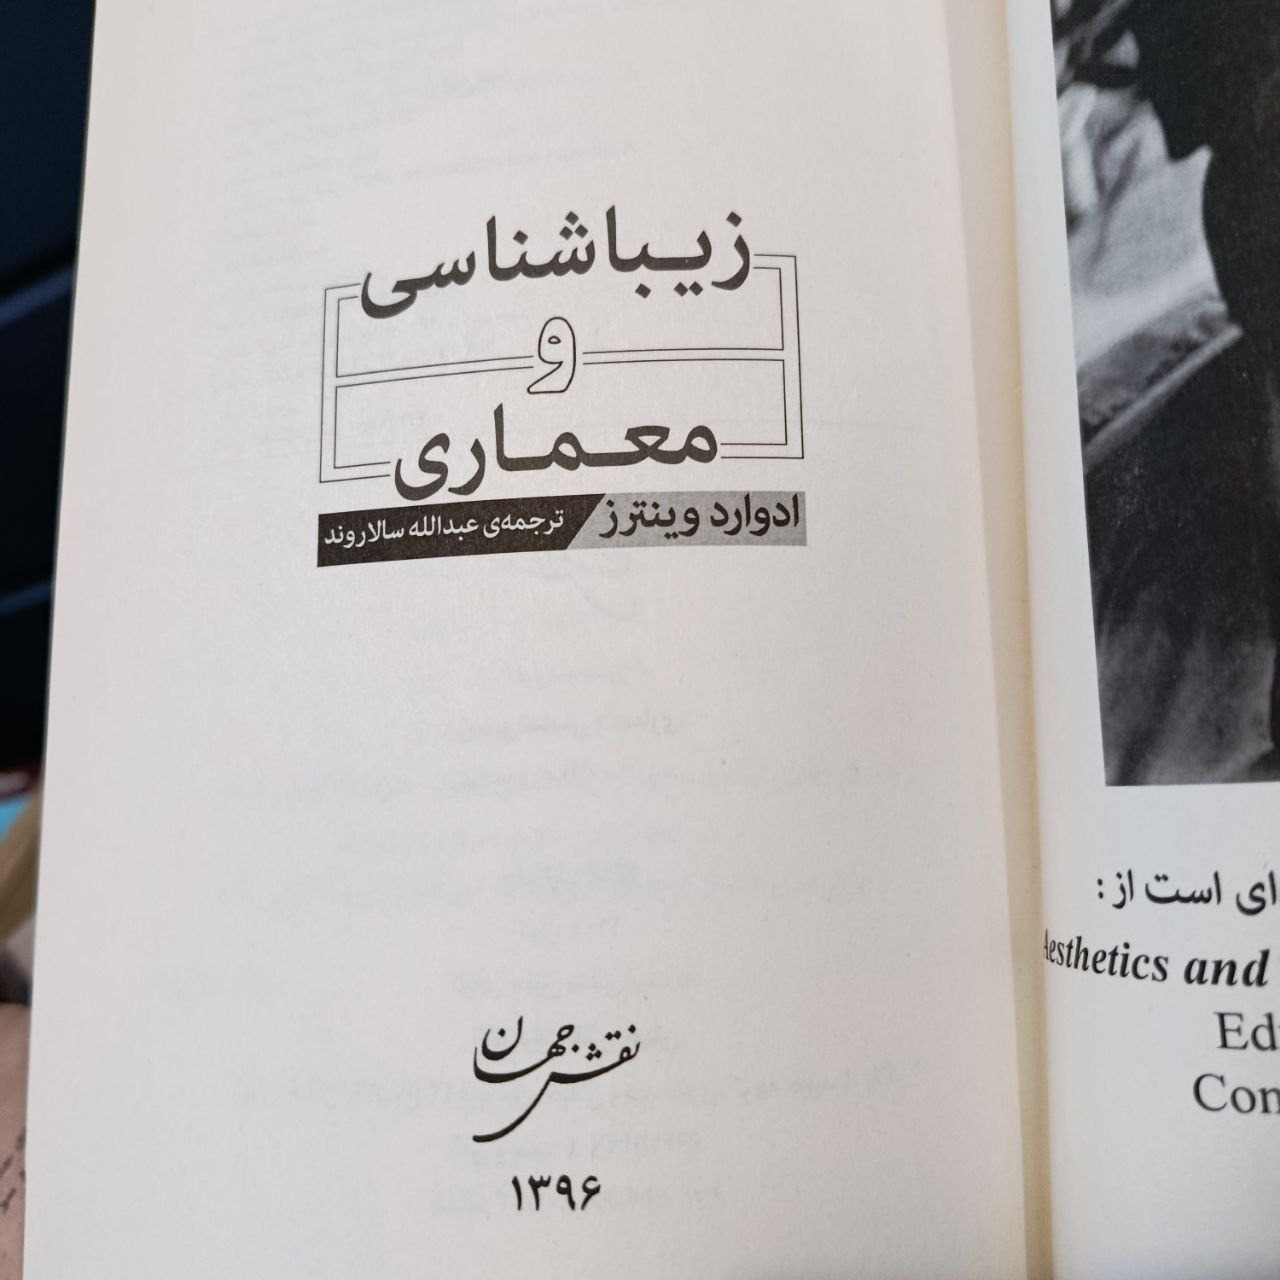 زیباشناسی
و
معماری
ادوارد وینترز ترجمه‌ی عبدالله سالاروند
نقش جهان
۱۳۹۶
ای است از:
Aesthetics and
Ed
Con